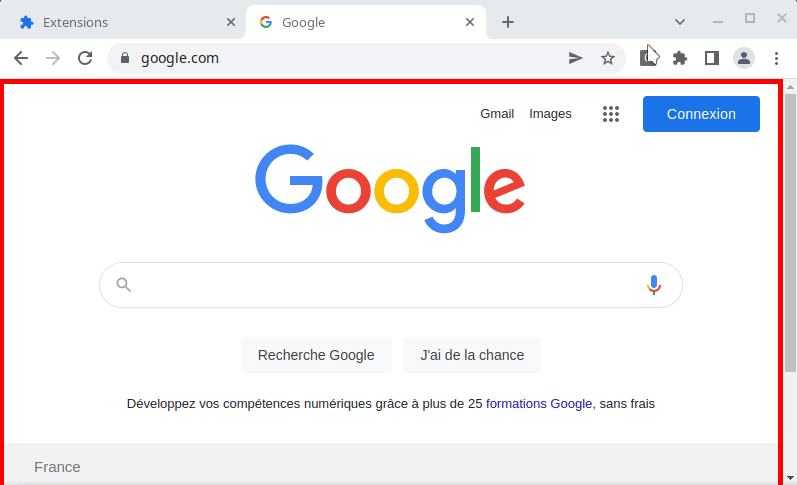 Extensions
Google
google.com
Gmail Images
Connexion
Google
Recherche Google
J'ai de la chance
Développez vos compétences numériques grâce à plus de 25 formations Google, sans frais
France